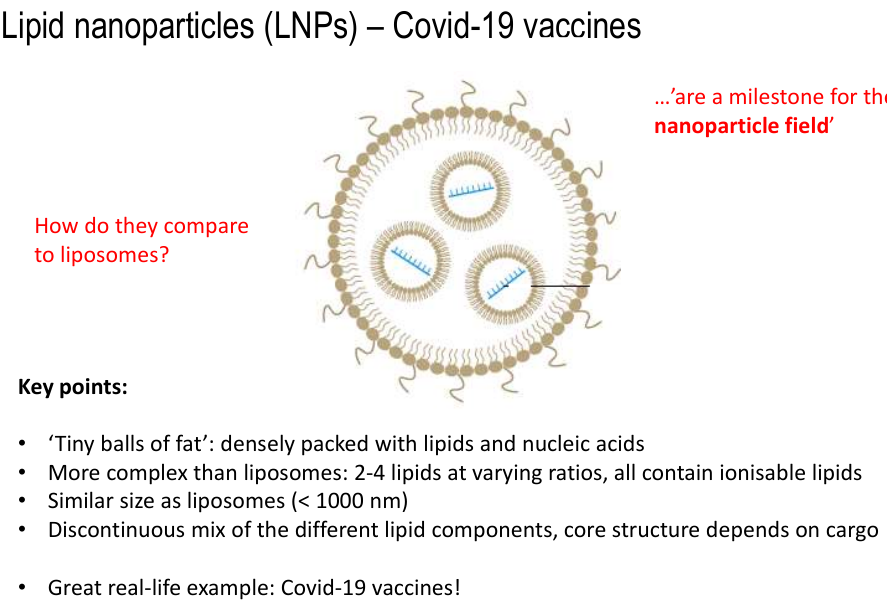 Lipid nanoparticles (LNPs) – Covid-19 vaccines
…’are a milestone for the
nanoparticle field’
How do they compare
to liposomes?
Key points:
• ‘Tiny balls of fat’: densely packed with lipids and nucleic acids
• More complex than liposomes: 2-4 lipids at varying ratios, all contain ionisable lipids
• Similar size as liposomes (< 1000 nm)
• Discontinuous mix of the different lipid components, core structure depends on cargo
• Great real-life example: Covid-19 vaccines!